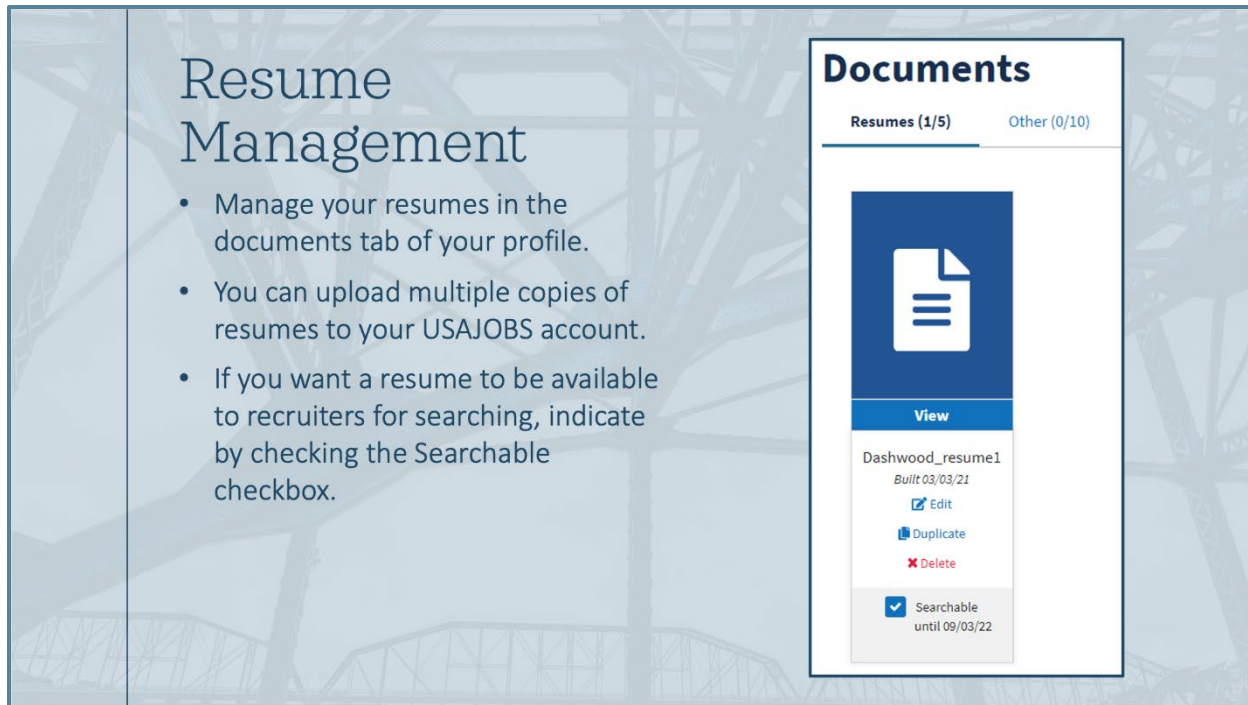 Resume
Management
• Manage your resumes in the
documents tab of your profile.
• You can upload multiple copies of
resumes to your USAJOBS account.
• If you want a resume to be available
to recruiters for searching, indicate
by checking the Searchable
checkbox.
Documents
Resumes (1/5) Other (0/10)
View
Dashwood_resume1
Built 03/03/21
Edit
Duplicate
Delete
Searchable
until 09/03/22